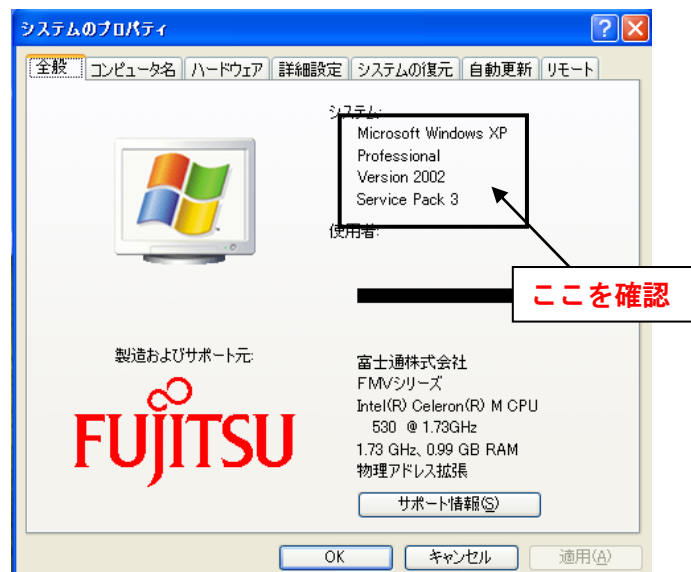 システムのプロパティ
全般 コンピュータ名 ハードウェア 詳細設定 システムの復元 自動更新 リモート
システム:
Microsoft Windows XP
Professional
Version 2002
Service Pack 3
使用者:
ここを確認
製造およびサポート元:
FUJITSU
富士通株式会社
FMVシリーズ
Intel(R) Celeron(R) M CPU
530 @ 1.73GHz
1.73 GHz、0.99 GB RAM
物理アドレス拡張
サポート情報(S)
OK キャンセル 適用(A)